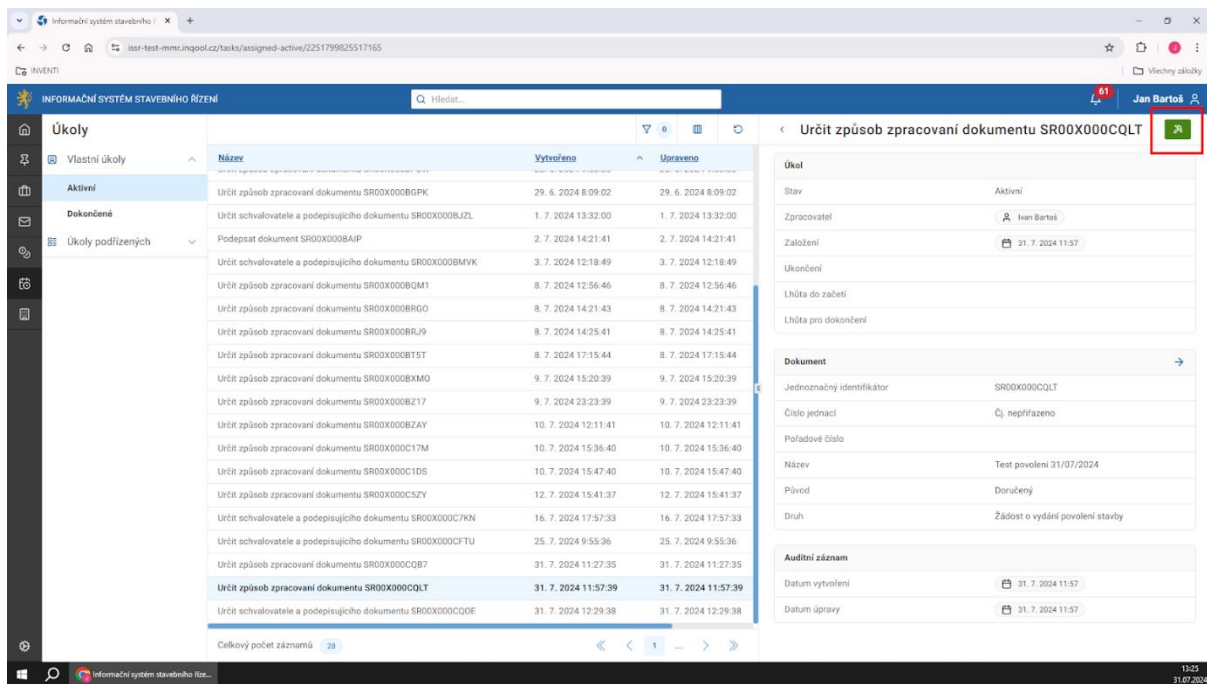 Informační systém stavebního ř
issr-test-mmr.inqool.cz/tasks/assigned-active/2251799825517165
INVENTI
Všechny záložky
INFORMAČNÍ SYSTÉM STAVEBNÍHO ŘÍZENÍ
Hledat...
61
Jan Bartoš
Úkoly
0
Určit způsob zpracovaní dokumentu SR00X000CQLT
Vlastní úkoly
Aktivní
Dokončené
Úkoly podřízených
Název Vytvořeno Upraveno
Určit způsob zpracovaní dokumentu SR00X000BGPK 29. 6. 2024 8:09:02 29. 6. 2024 8:09:02
Určit schvalovatele a podepisujícího dokumentu SR00X000BJZL 1. 7. 2024 13:32:00 1. 7. 2024 13:32:00
Podepsat dokument SR00X000BAIP 2. 7. 2024 14:21:41 2. 7. 2024 14:21:41
Určit schvalovatele a podepisujícího dokumentu SR00X000BMVK 3. 7. 2024 12:18:49 3. 7. 2024 12:18:49
Určit způsob zpracovaní dokumentu SR00X000BQM1 8. 7. 2024 12:56:46 8. 7. 2024 12:56:46
Určit způsob zpracovaní dokumentu SR00X000BRGO 8. 7. 2024 14:21:43 8. 7. 2024 14:21:43
Určit způsob zpracovaní dokumentu SR00X000BRJ9 8. 7. 2024 14:25:41 8. 7. 2024 14:25:41
Určit způsob zpracovaní dokumentu SR00X000BT5T 8. 7. 2024 17:15:44 8. 7. 2024 17:15:44
Určit způsob zpracovaní dokumentu SR00X000BXMO 9. 7. 2024 15:20:39 9. 7. 2024 15:20:39
Určit způsob zpracovaní dokumentu SR00X000BZ17 9. 7. 2024 23:23:39 9. 7. 2024 23:23:39
Určit způsob zpracovaní dokumentu SR00X000BZAY 10. 7. 2024 12:11:41 10. 7. 2024 12:11:41
Určit způsob zpracovaní dokumentu SR00X000C17M 10. 7. 2024 15:36:40 10. 7. 2024 15:36:40
Určit způsob zpracovaní dokumentu SR00X000C1DS 10. 7. 2024 15:47:40 10. 7. 2024 15:47:40
Určit způsob zpracovaní dokumentu SR00X000C5ZY 12. 7. 2024 15:41:37 12. 7. 2024 15:41:37
Určit schvalovatele a podepisujícího dokumentu SR00X000C7KN 16. 7. 2024 17:57:33 16. 7. 2024 17:57:33
Určit schvalovatele a podepisujícího dokumentu SR00X000CFTU 25. 7. 2024 9:55:36 25. 7. 2024 9:55:36
Určit způsob zpracovaní dokumentu SR00X000CQB7 31. 7. 2024 11:27:35 31. 7. 2024 11:27:35
Určit způsob zpracovaní dokumentu SR00X000CQLT 31. 7. 2024 11:57:39 31. 7. 2024 11:57:39
Určit schvalovatele a podepisujícího dokumentu SR00X000CQOE 31. 7. 2024 12:29:38 31. 7. 2024 12:29:38
Celkový počet záznamů 28
1 ...
Úkol
Stav Aktivní
Zpracovatel Ivan Bartoš
Založení 31. 7. 2024 11:57
Ukončení
Lhůta do začetí
Lhůta pro dokončení
Dokument
Jednoznačný identifikátor SR00X000CQLT
Číslo jednací Čj. nepřiřazeno
Pořadové číslo
Název Test povolení 31/07/2024
Původ Doručený
Druh Žádost o vydání povolení stavby
Auditní záznam
Datum vytvoření 31. 7. 2024 11:57
Datum úpravy 31. 7. 2024 11:57
Informační systém stavebního říze...
13:25
31.07.2024